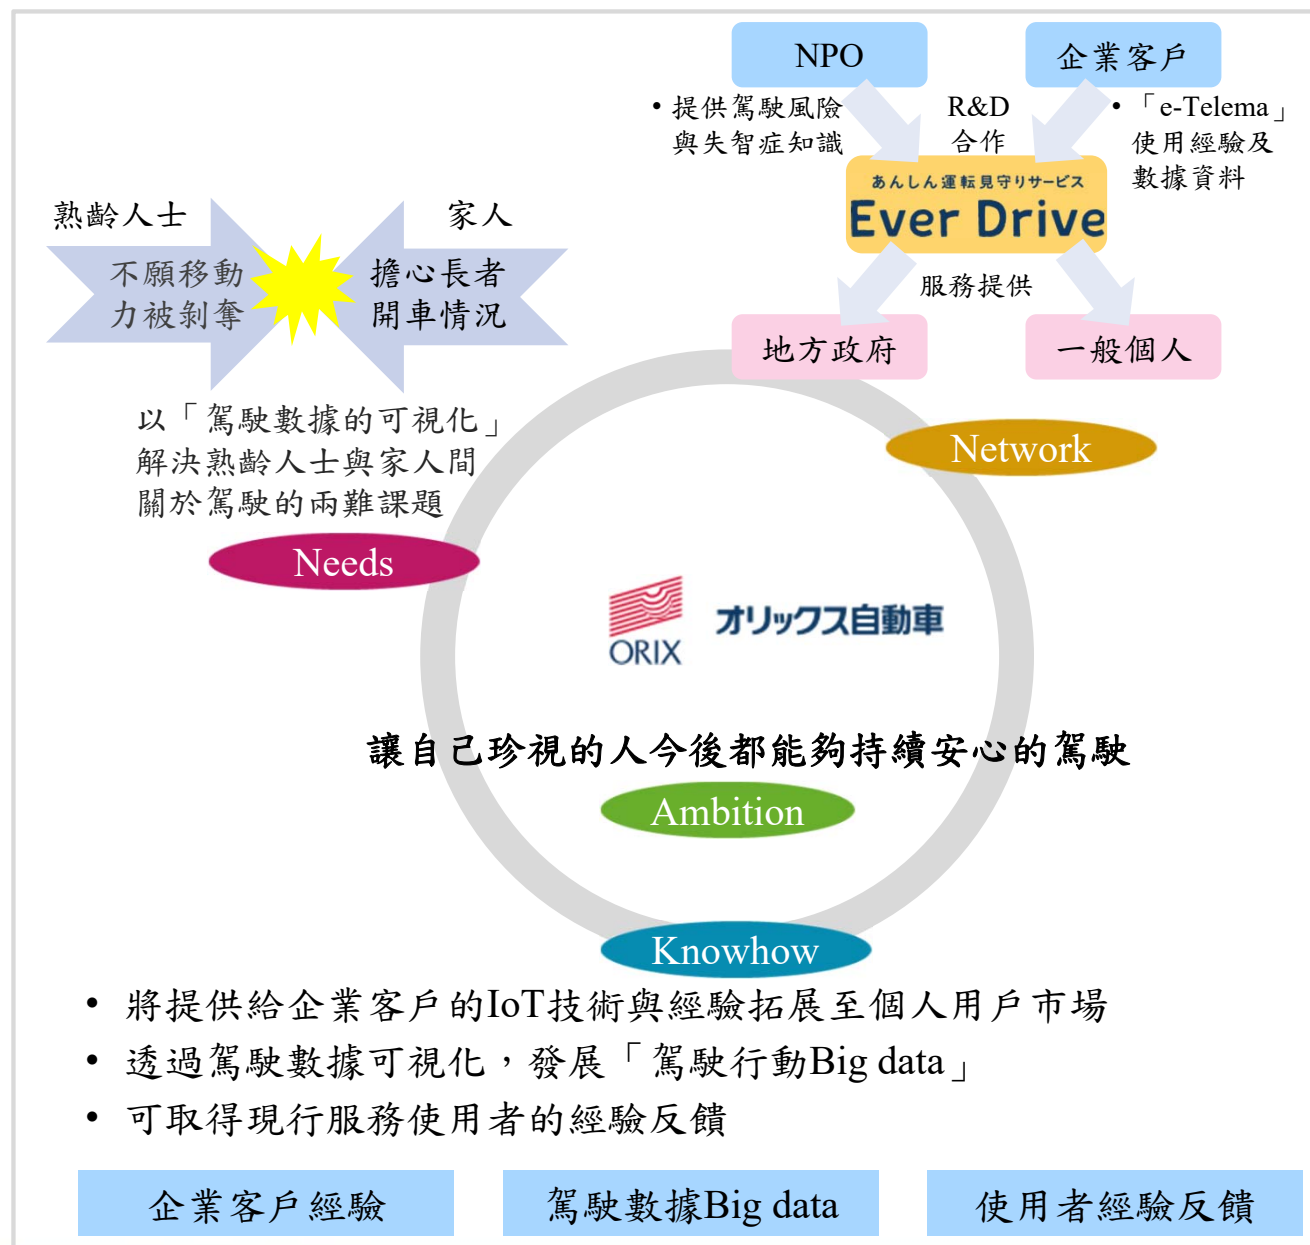 NPO
企業客戶
• 提供駕駛風險
與失智症知識
R&D
合作
• 「e-Telema」
使用經驗及
數據資料
あんしん運転見守りサービス
Ever Drive
服務提供
地方政府
一般個人
Network
熟齡人士
家人
不願移動
力被剝奪
擔心長者
開車情況
以「駕駛數據的可視化」
解決熟齡人士與家人間
關於駕駛的兩難課題
Needs
ORIX
オリックス自動車
讓自己珍視的人今後都能夠持續安心的駕駛
Ambition
Knowhow
• 將提供給企業客戶的IoT技術與經驗拓展至個人用戶市場
• 透過駕駛數據可視化，發展「駕駛行動Big data」
• 可取得現行服務使用者的經驗反饋
企業客戶經驗
駕駛數據Big data
使用者經驗反饋